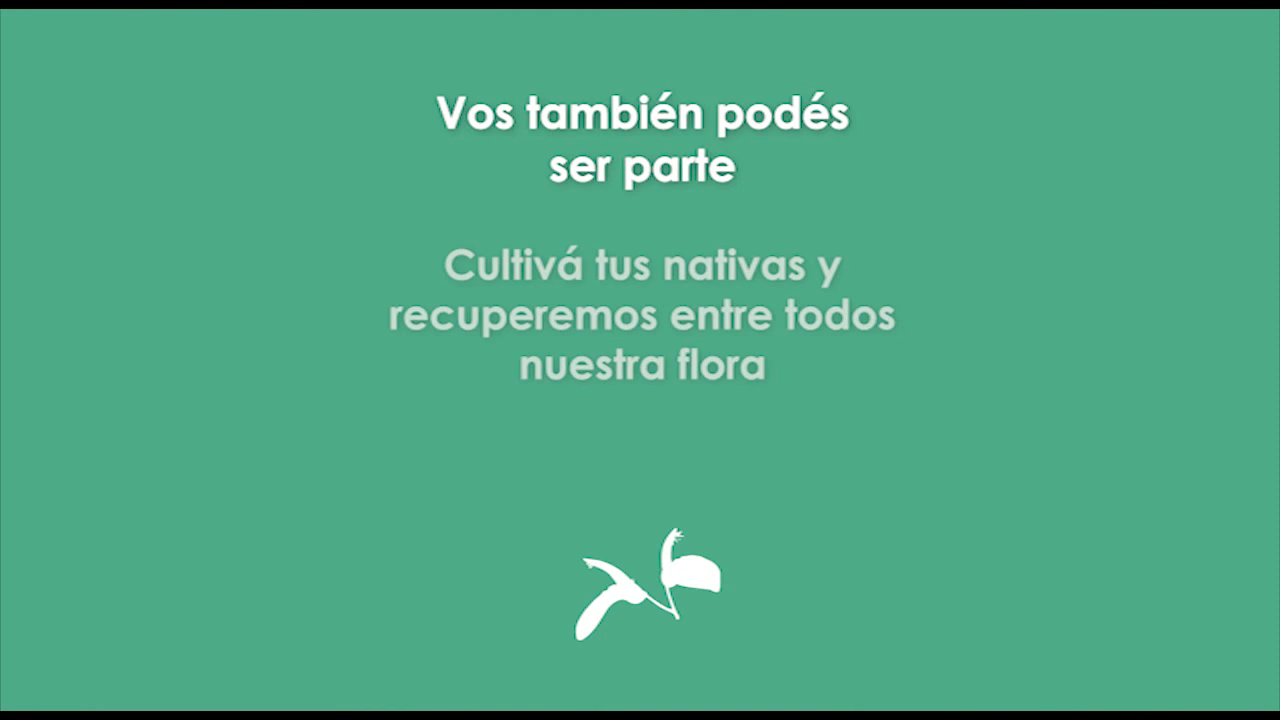 Vos también podés
ser parte
Cultivá tus nativas y
recuperemos entre todos
nuestra flora